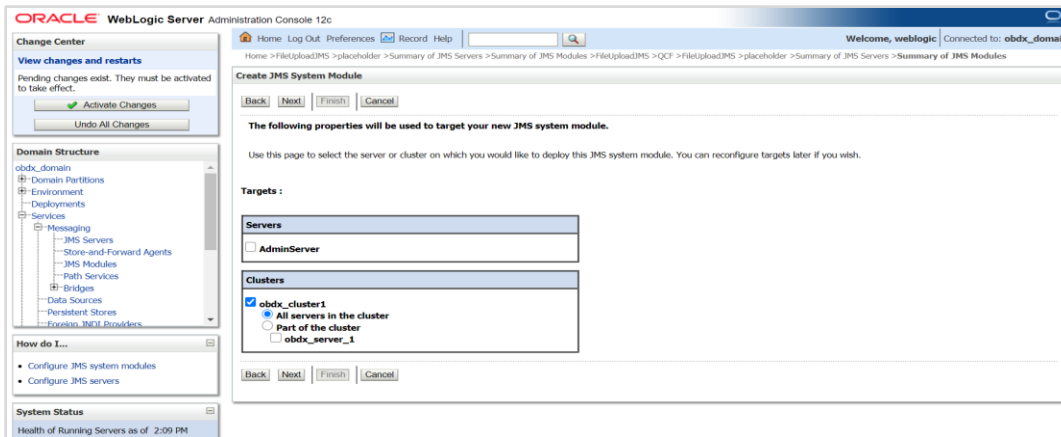 ORACLE WebLogic Server Administration Console 12c
Change Center
View changes and restarts
Pending changes exist. They must be activated
to take effect.
Activate Changes
Undo All Changes
Domain Structure
obdx_domain
Domain Partitions
Environment
Deployments
Services
Messaging
JMS Servers
Store-and-Forward Agents
JMS Modules
Path Services
Bridges
Data Sources
Persistent Stores
Foreign JNDI Providers
How do I...
Configure JMS system modules
Configure JMS servers
System Status
Health of Running Servers as of 2:09 PM
Home Log Out Preferences Record Help
Welcome, weblogic Connected to: obdx_domai
Home >FileUploadJMS >placeholder >Summary of JMS Servers >Summary of JMS Modules >FileUploadJMS >QCF >FileUploadJMS >placeholder >Summary of JMS Servers >Summary of JMS Modules
Create JMS System Module
Back Next Finish Cancel
The following properties will be used to target your new JMS system module.
Use this page to select the server or cluster on which you would like to deploy this JMS system module. You can reconfigure targets later if you wish.
Targets :
Servers
AdminServer
Clusters
obdx_cluster1
All servers in the cluster
Part of the cluster
obdx_server_1
Back Next Finish Cancel